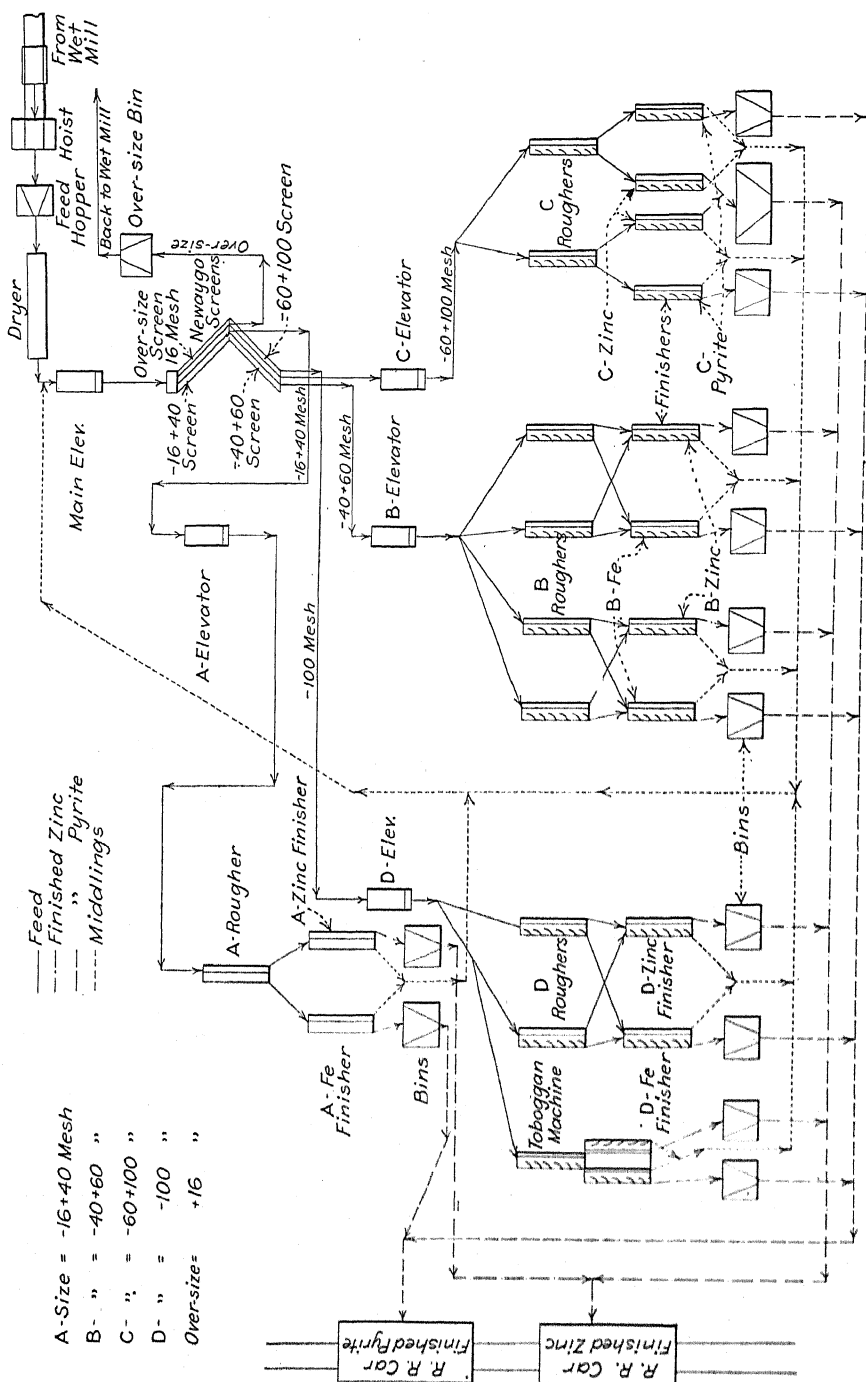 From
Wet
Mill
Hoist
Feed
Hopper
Back to Wet Mill
Over-size Bin
Dryer
Over-size
Over-size
Screen
16 Mesh
Newaygo
Screens
-60+100 Screen
-16+40
Screen
-40+60
Screen
-16+40 Mesh
Main Elev.
C-Elevator
-60+100 Mesh
C
Roughers
C-Zinc
C-
Pyrite
Finishers
-40+60 Mesh
B-Elevator
B
Roughers
B-Fe
B-Zinc
A-Elevator
-100 Mesh
Feed
Finished Zinc
„ Pyrite
Middlings
A-Rougher
A-Zinc Finisher
A-Fe
Finisher
Bins
D-Elev.
D
Roughers
D-Zinc
Finisher
Toboggan
Machine
D-Fe
Finisher
Bins
A-Size = -16+40 Mesh
B- „ = -40+60 „
C- „ = -60+100 „
D- „ = -100 „
Over-size = +16 „
R. R. Car
Finished Pyrite
R. R. Car
Finished Zinc